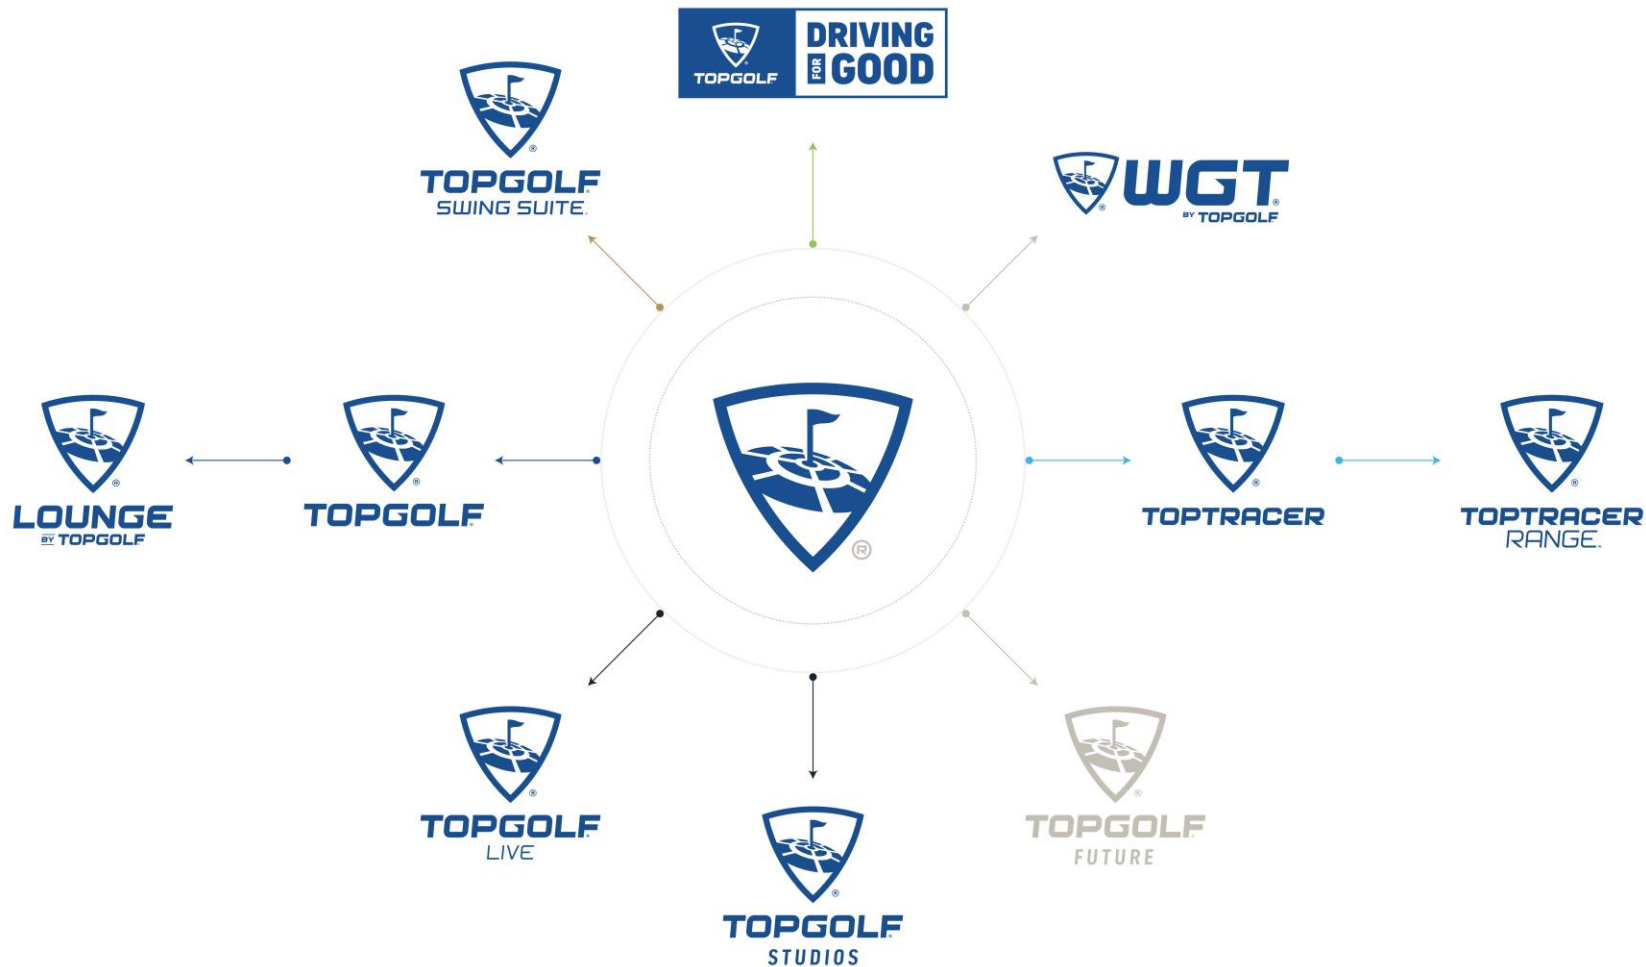 TOPGOLF
DRIVING
FOR GOOD
TOPGOLF
SWING SUITE
WGT
BY TOPGOLF
LOUNGE
BY TOPGOLF
TOPGOLF
®
TOPTRACER
TOPTRACER
RANGE
TOPGOLF
LIVE
TOPGOLF
STUDIOS
TOPGOLF
FUTURE